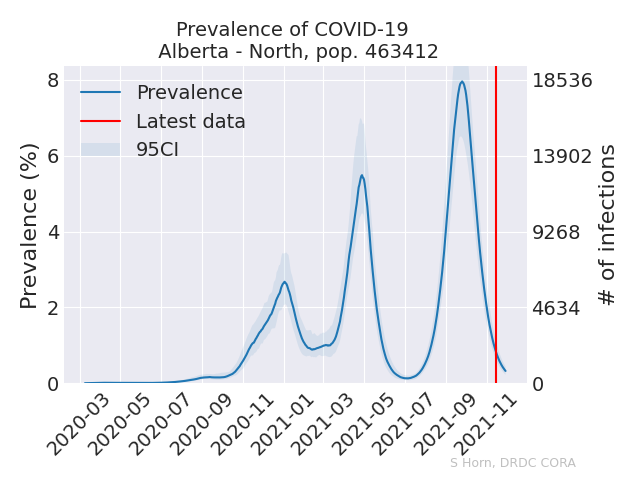 Prevalence of COVID-19
Alberta - North, pop. 463412
Prevalence
Latest data
95CI
Prevalence (%)
8
6
4
2
0
18536
13902
9268
4634
0
# of infections
2020-03
2020-05
2020-07
2020-09
2020-11
2021-01
2021-03
2021-05
2021-07
2021-09
2021-11
S Horn, DRDC CORA